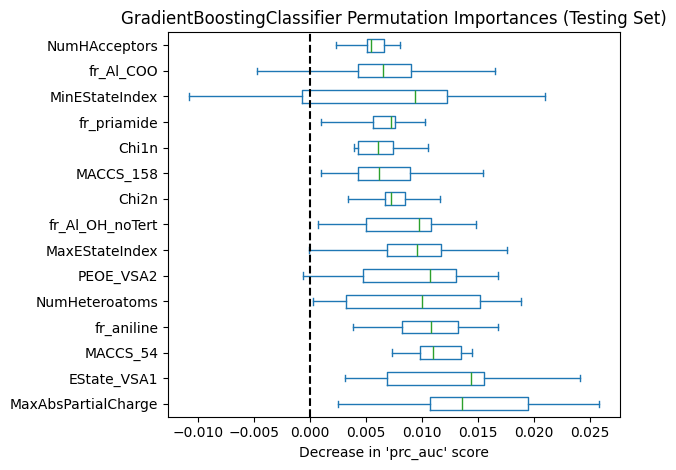 GradientBoostingClassifier Permutation Importances (Testing Set)
NumHAcceptors
fr_Al_COO
MinEStateIndex
fr_priamide
Chi1n
MACCS_158
Chi2n
fr_Al_OH_noTert
MaxEStateIndex
PEOE_VSA2
NumHeteroatoms
fr_aniline
MACCS_54
EState_VSA1
MaxAbsPartialCharge
−0.010 −0.005 0.000 0.005 0.010 0.015 0.020 0.025
Decrease in 'prc_auc' score